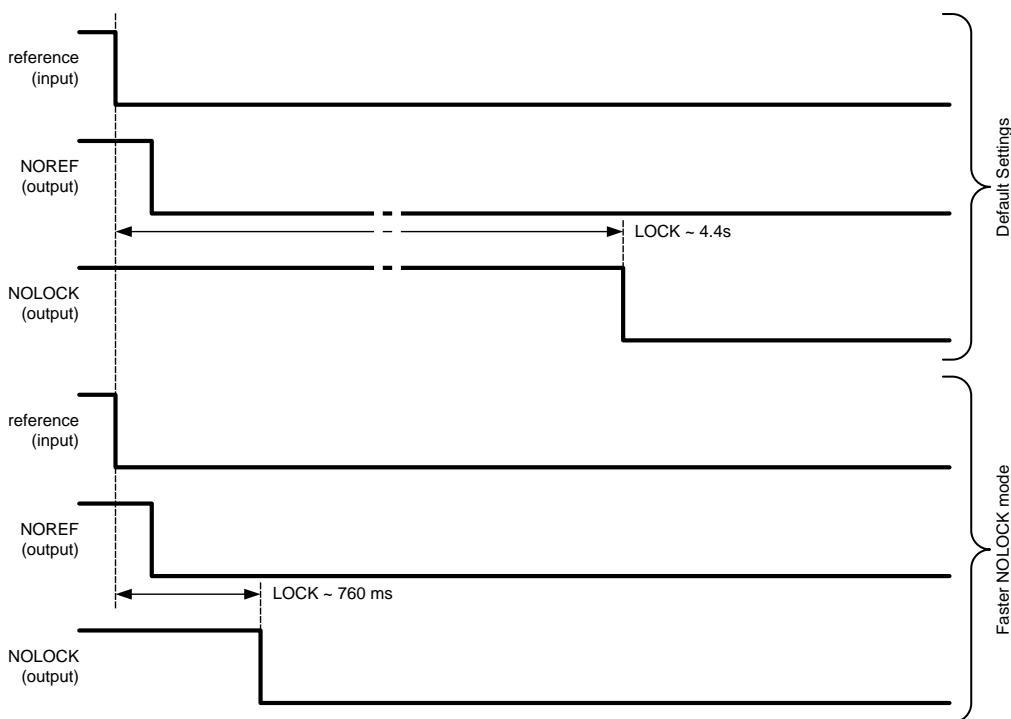 reference
(input)
NOREF
(output)
LOCK ~ 4.4s
NOLOCK
(output)
Default Settings
reference
(input)
NOREF
(output)
LOCK ~ 760 ms
NOLOCK
(output)
Faster NOLOCK mode